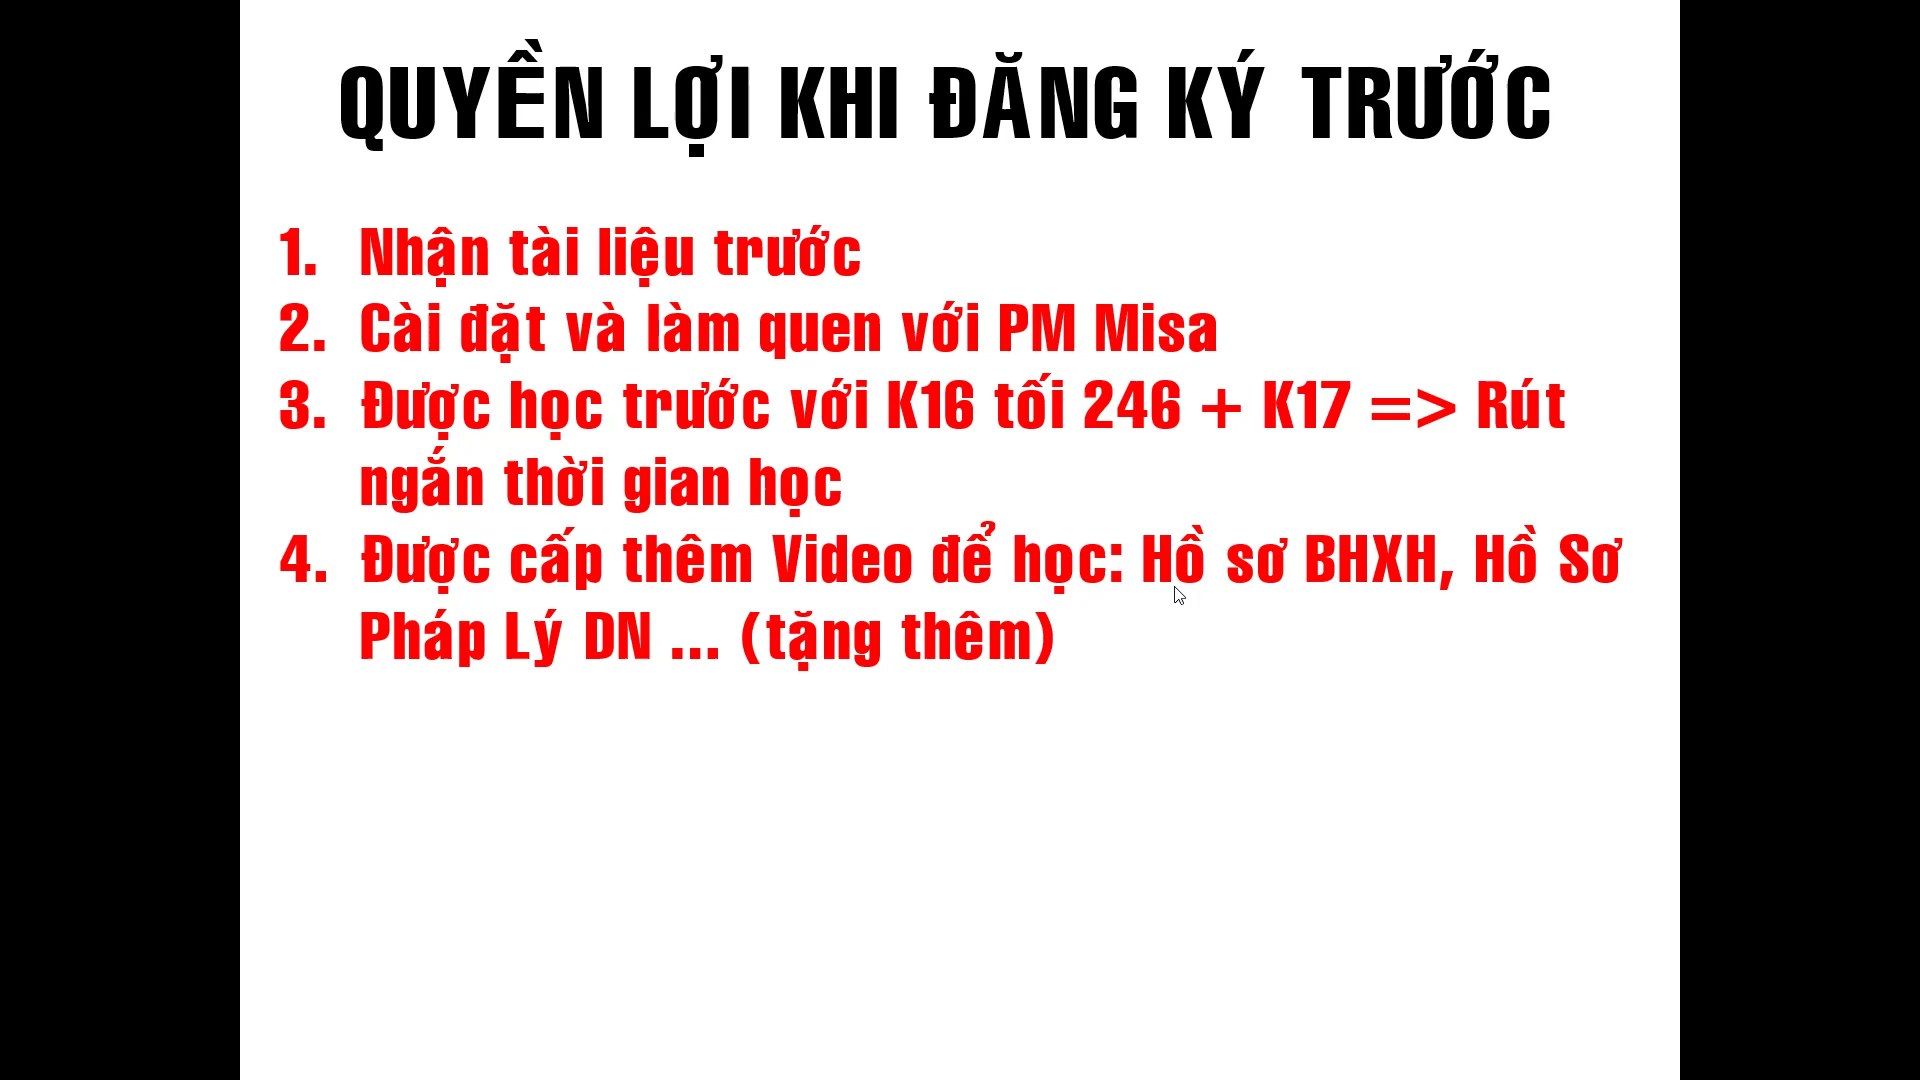 QUYỀN LỢI KHI ĐĂNG KÝ TRƯỚC
1. Nhận tài liệu trước
2. Cài đặt và làm quen với PM Misa
3. Được học trước với K16 tối 246 + K17 => Rút
ngắn thời gian học
4. Được cấp thêm Video để học: Hồ sơ BHXH, Hồ Sơ
Pháp Lý DN ... (tặng thêm)